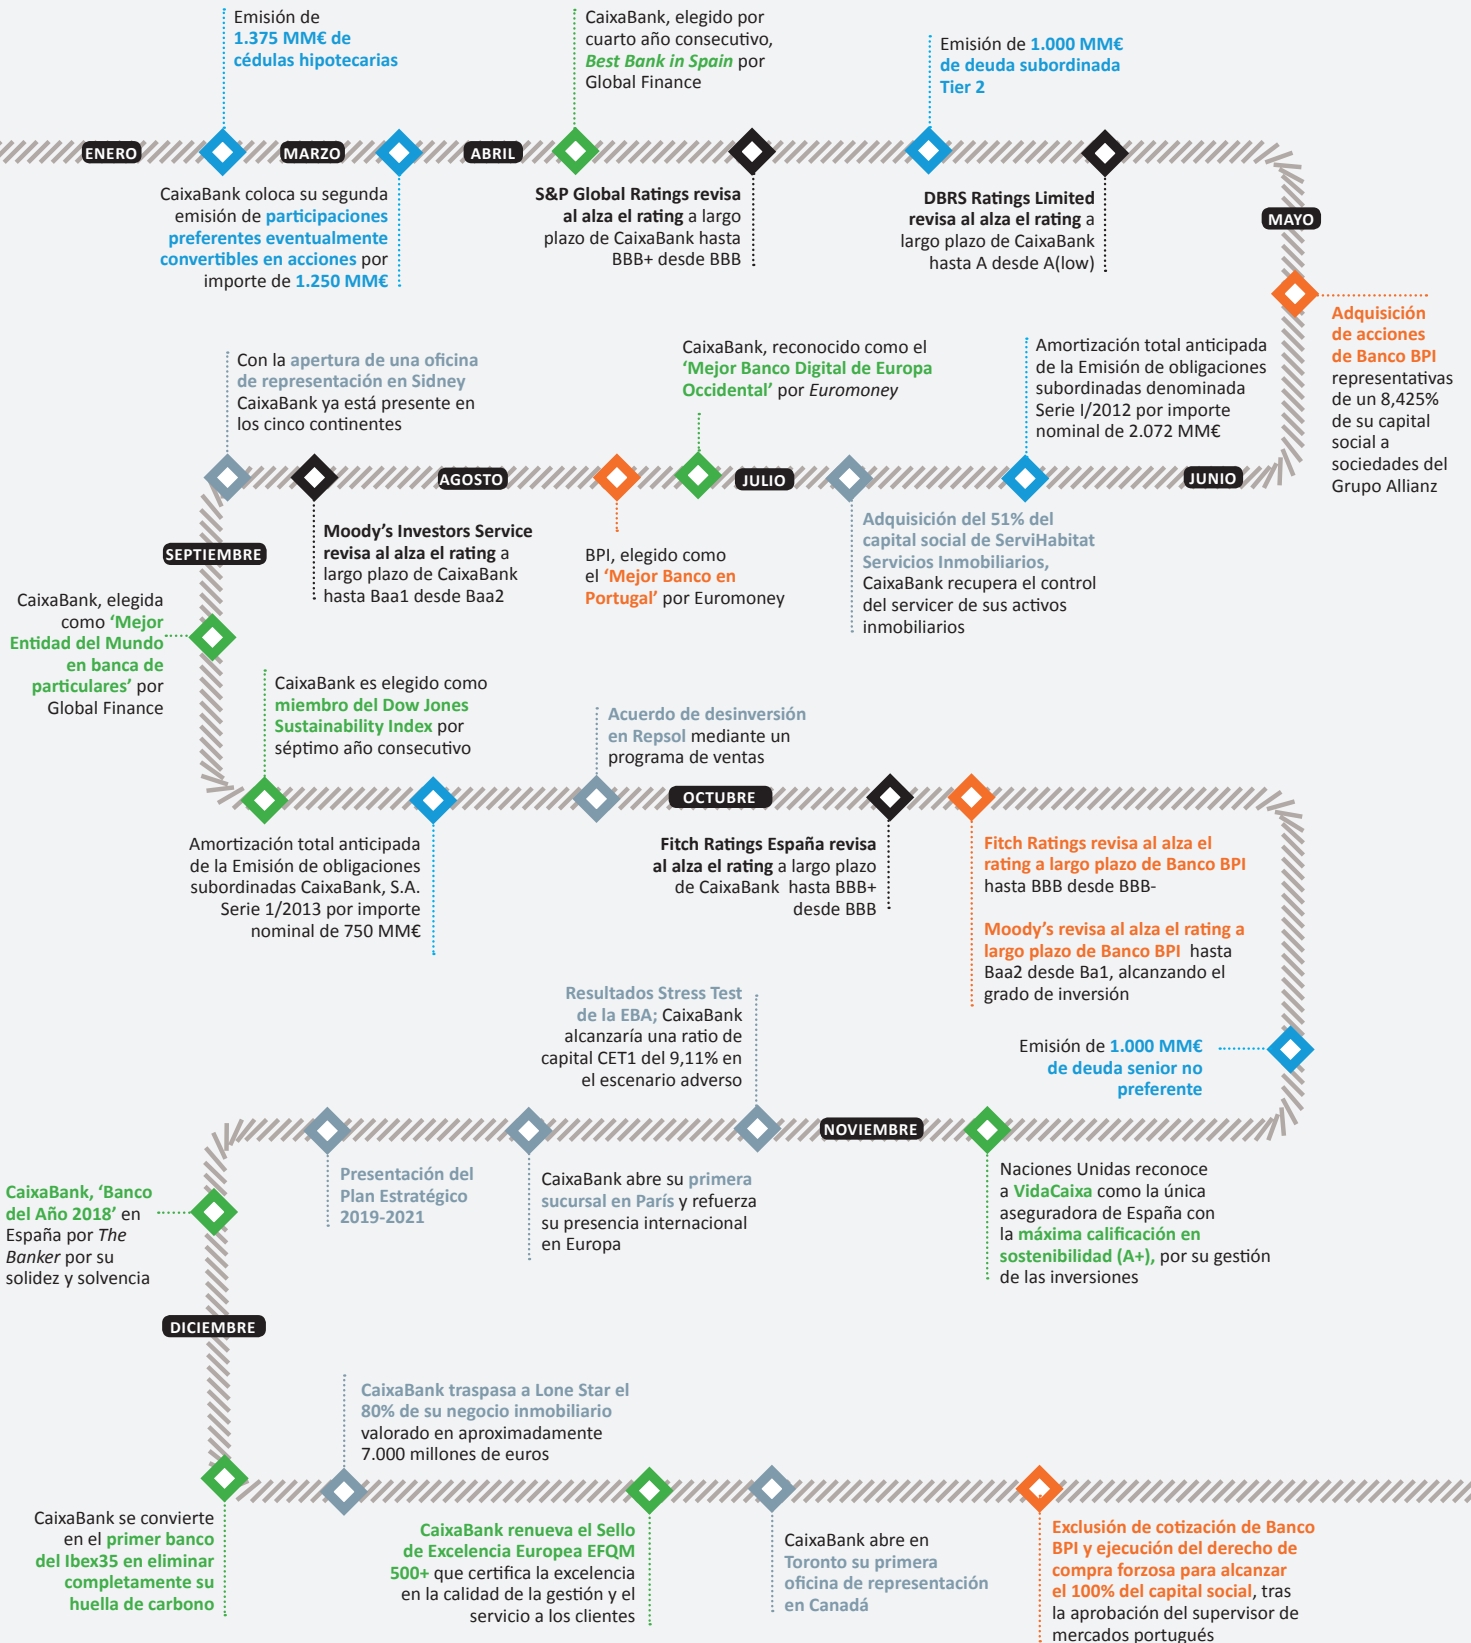 Emisión de
1.375 MM€ de
cédulas hipotecarias
CaixaBank, elegido por
cuarto año consecutivo,
Best Bank in Spain por
Global Finance
Emisión de 1.000 MM€
de deuda subordinada
Tier 2
ENERO
MARZO
ABRIL
CaixaBank coloca su segunda
emisión de participaciones
preferentes eventualmente
convertibles en acciones por
importe de 1.250 MM€
S&P Global Ratings revisa
al alza el rating a largo
plazo de CaixaBank hasta
BBB+ desde BBB
DBRS Ratings Limited
revisa al alza el rating a
largo plazo de CaixaBank
hasta A desde A(low)
MAYO
Adquisición
de acciones
de Banco BPI
representativas
de un 8,425%
de su capital
social a
sociedades del
Grupo Allianz
Con la apertura de una oficina
de representación en Sidney
CaixaBank ya está presente en
los cinco continentes
CaixaBank, reconocido como el
‘Mejor Banco Digital de Europa
Occidental’ por Euromoney
Amortización total anticipada
de la Emisión de obligaciones
subordinadas denominada
Serie I/2012 por importe
nominal de 2.072 MM€
AGOSTO
JULIO
JUNIO
Moody’s Investors Service
revisa al alza el rating a
largo plazo de CaixaBank
hasta Baa1 desde Baa2
BPI, elegido como
el ‘Mejor Banco en
Portugal’ por Euromoney
Adquisición del 51% del
capital social de ServiHabitat
Servicios Inmobiliarios,
CaixaBank recupera el control
del servicer de sus activos
inmobiliarios
SEPTIEMBRE
CaixaBank, elegida
como ‘Mejor
Entidad del Mundo
en banca de
particulares’ por
Global Finance
CaixaBank es elegido como
miembro del Dow Jones
Sustainability Index por
séptimo año consecutivo
Acuerdo de desinversión
en Repsol mediante un
programa de ventas
OCTUBRE
Amortización total anticipada
de la Emisión de obligaciones
subordinadas CaixaBank, S.A.
Serie 1/2013 por importe
nominal de 750 MM€
Fitch Ratings España revisa
al alza el rating a largo plazo
de CaixaBank hasta BBB+
desde BBB
Fitch Ratings revisa al alza el
rating a largo plazo de Banco BPI
hasta BBB desde BBB-
Moody’s revisa al alza el rating a
largo plazo de Banco BPI hasta
Baa2 desde Ba1, alcanzando el
grado de inversión
Resultados Stress Test
de la EBA; CaixaBank
alcanzaría una ratio de
capital CET1 del 9,11% en
el escenario adverso
Emisión de 1.000 MM€
de deuda senior no
preferente
NOVIEMBRE
Presentación del
Plan Estratégico
2019-2021
CaixaBank abre su primera
sucursal en París y refuerza
su presencia internacional
en Europa
Naciones Unidas reconoce
a VidaCaixa como la única
aseguradora de España con
la máxima calificación en
sostenibilidad (A+), por su gestión
de las inversiones
CaixaBank, ‘Banco
del Año 2018’ en
España por The
Banker por su
solidez y solvencia
DICIEMBRE
CaixaBank traspasa a Lone Star el
80% de su negocio inmobiliario
valorado en aproximadamente
7.000 millones de euros
CaixaBank se convierte
en el primer banco
del Ibex35 en eliminar
completamente su
huella de carbono
CaixaBank renueva el Sello
de Excelencia Europea EFQM
500+ que certifica la excelencia
en la calidad de la gestión y el
servicio a los clientes
CaixaBank abre en
Toronto su primera
oficina de representación
en Canadá
Exclusión de cotización de Banco
BPI y ejecución del derecho de
compra forzosa para alcanzar
el 100% del capital social, tras
la aprobación del supervisor de
mercados portugués